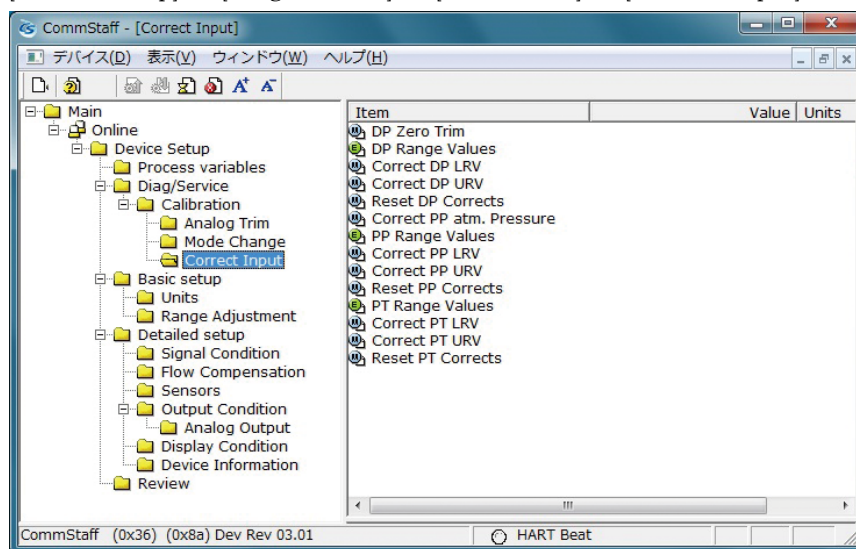 CommStaff - [Correct Input]
デバイス(D) 表示(V) ウィンドウ(W) ヘルプ(H)
Main
Online
Device Setup
Process variables
Diag/Service
Calibration
Analog Trim
Mode Change
Correct Input
Basic setup
Units
Range Adjustment
Detailed setup
Signal Condition
Flow Compensation
Sensors
Output Condition
Analog Output
Display Condition
Device Information
Review
Item Value Units
DP Zero Trim
DP Range Values
Correct DP LRV
Correct DP URV
Reset DP Corrects
Correct PP atm. Pressure
PP Range Values
Correct PP LRV
Correct PP URV
Reset PP Corrects
PT Range Values
Correct PT LRV
Correct PT URV
Reset PT Corrects
CommStaff (0x36) (0x8a) Dev Rev 03.01 HART Beat